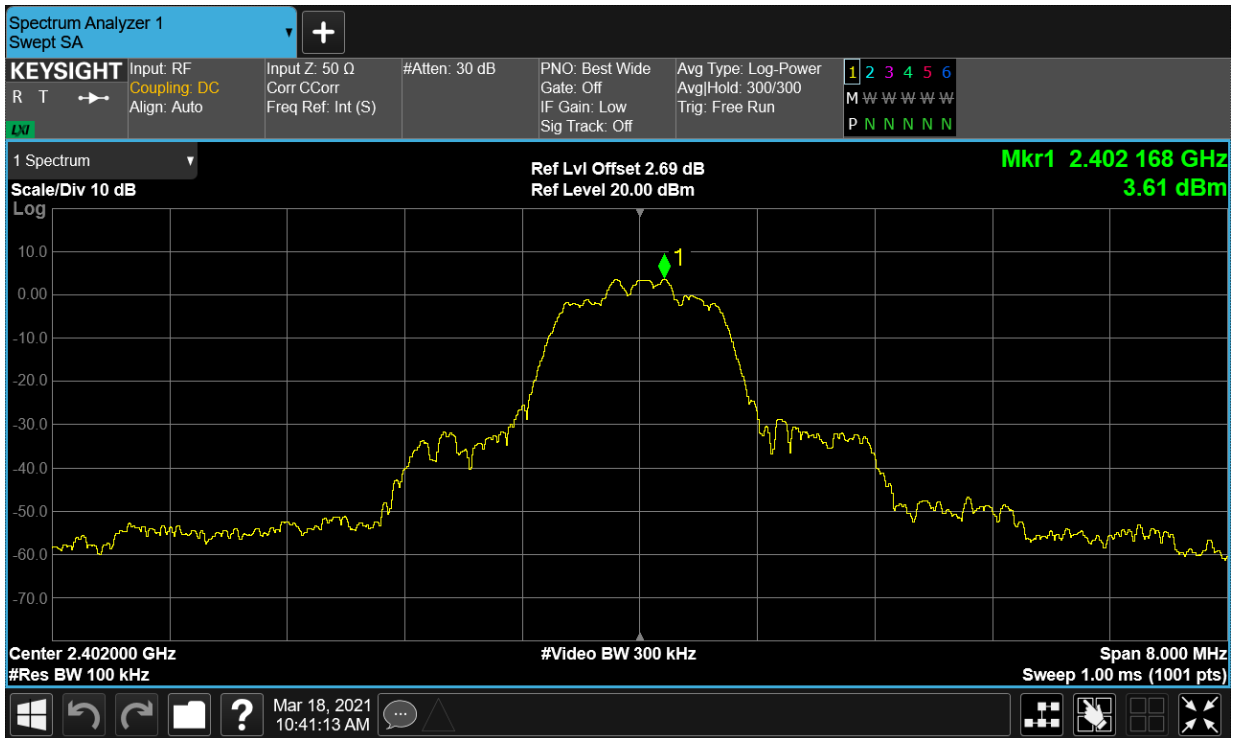 Spectrum Analyzer 1
Swept SA
KEYSIGHT
R T
LXI
Input: RF
Coupling: DC
Align: Auto
Input Z: 50 Ω
Corr CCorr
Freq Ref: Int (S)
#Atten: 30 dB
PNO: Best Wide
Gate: Off
IF Gain: Low
Sig Track: Off
Avg Type: Log-Power
Avg|Hold: 300/300
Trig: Free Run
1 2 3 4 5 6
M W W W W W
P N N N N N
1 Spectrum
Scale/Div 10 dB
Log
Ref Lvl Offset 2.69 dB
Ref Level 20.00 dBm
Mkr1 2.402 168 GHz
3.61 dBm
1
10.0
0.00
-10.0
-20.0
-30.0
-40.0
-50.0
-60.0
-70.0
Center 2.402000 GHz
#Video BW 300 kHz
Span 8.000 MHz
#Res BW 100 kHz
Sweep 1.00 ms (1001 pts)
?
Mar 18, 2021
10:41:13 AM